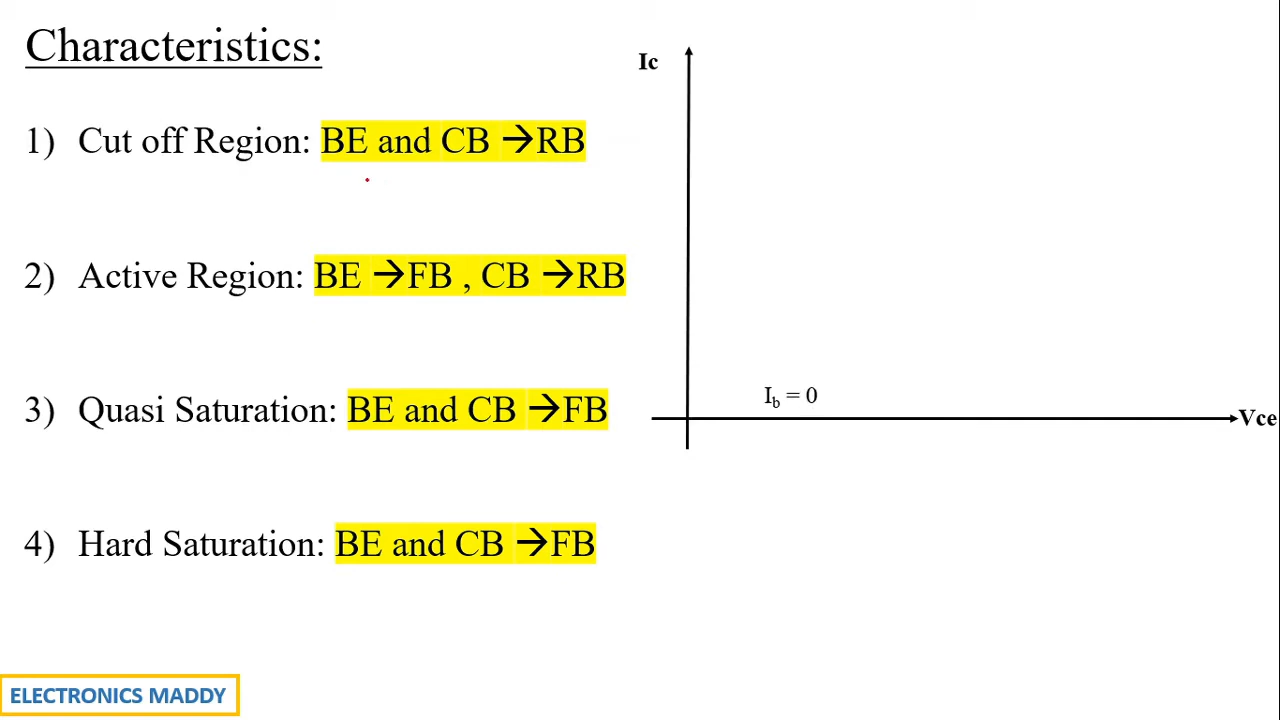 Characteristics:
Ic
1) Cut off Region: BE and CB →RB
2) Active Region: BE →FB , CB →RB
Ib = 0
3) Quasi Saturation: BE and CB →FB
Vce
4) Hard Saturation: BE and CB →FB
ELECTRONICS MADDY